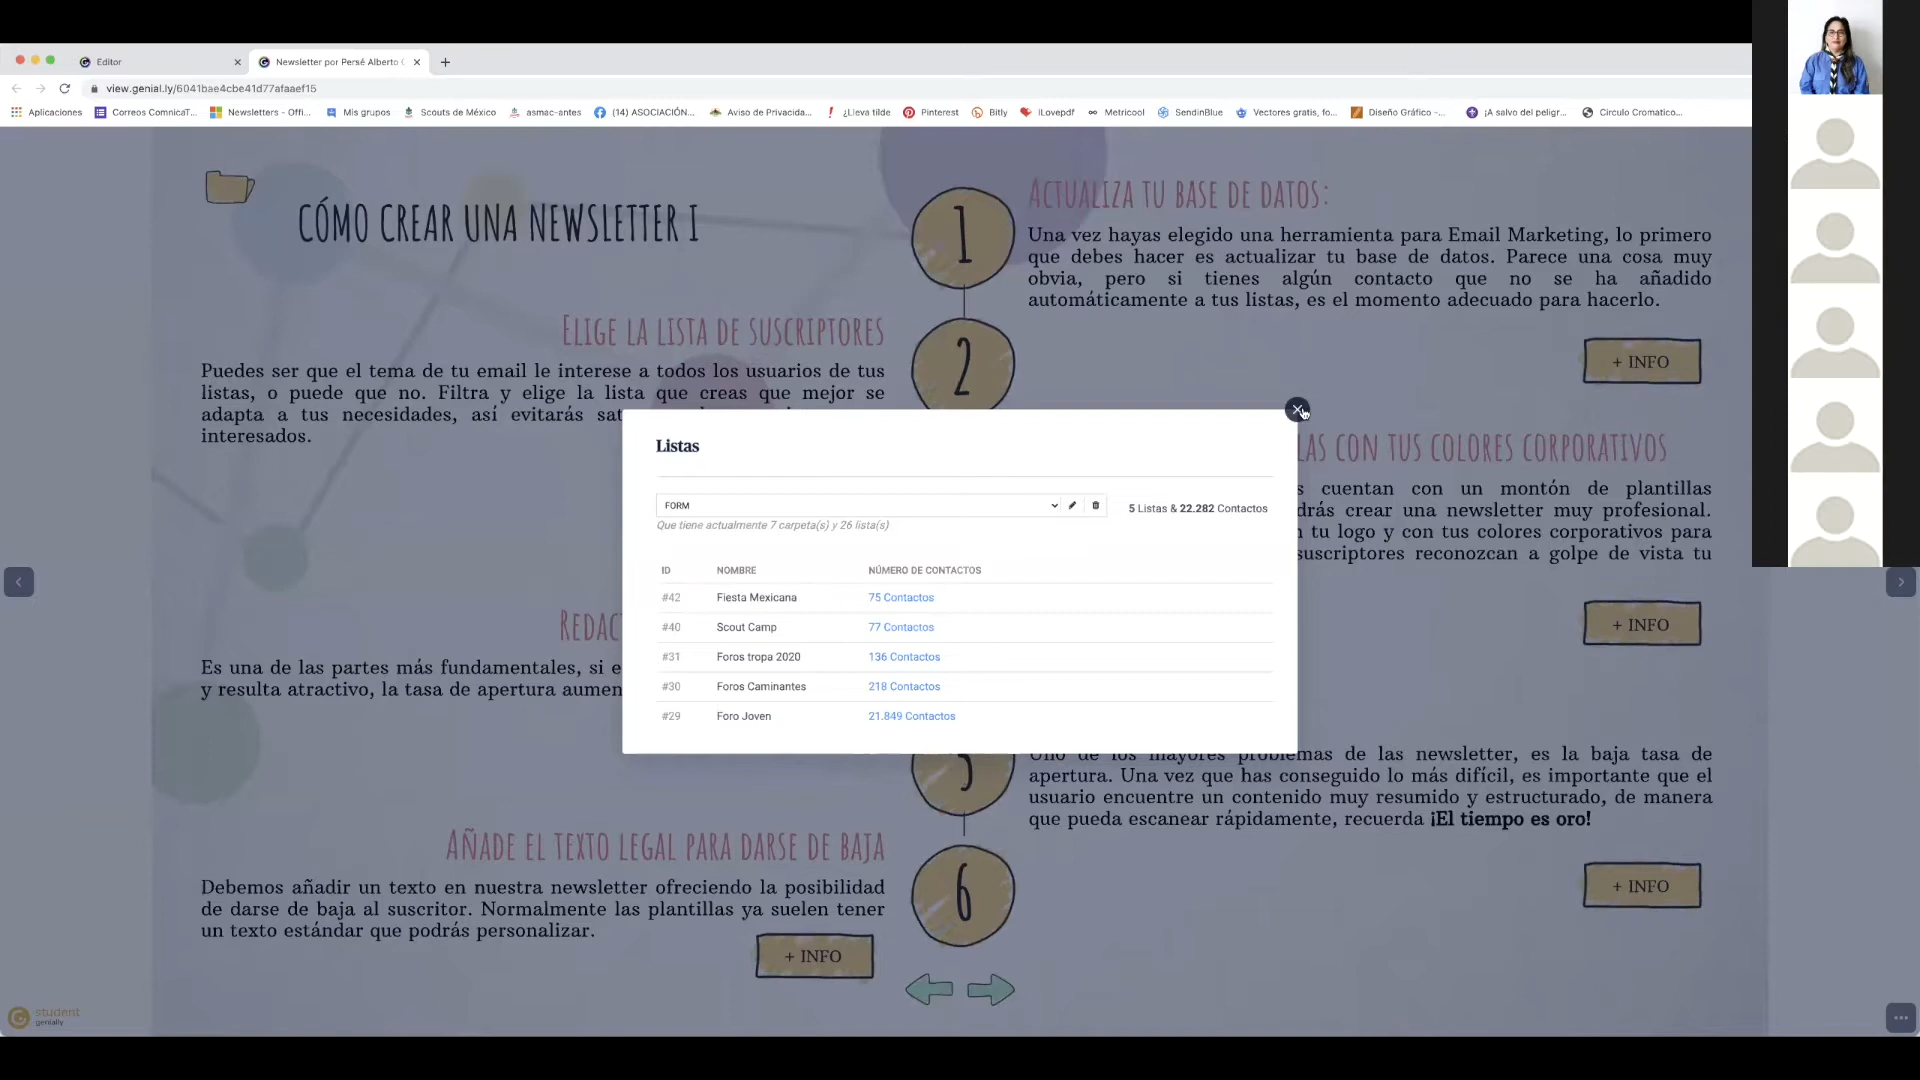 Editor
Newsletter por Persé Alberto
view.genial.ly/6041bae4cbe41d77afaaef15
Aplicaciones
Correos ComnicaT...
Newsletters - Offi...
Mis grupos
Scouts de México
asmac-antes
(14) ASOCIACIÓN...
Aviso de Privacida...
¿Lleva tilde
Pinterest
Bitly
ILovepdf
Metricool
SendinBlue
Vectores gratis, fo...
Diseño Gráfico -...
¡A salvo del peligr...
Circulo Cromatico...
CÓMO CREAR UNA NEWSLETTER I
1
ACTUALIZA TU BASE DE DATOS:
Una vez hayas elegido una herramienta para Email Marketing, lo primero
que debes hacer es actualizar tu base de datos. Parece una cosa muy
obvia, pero si tienes algún contacto que no se ha añadido
automáticamente a tus listas, es el momento adecuado para hacerlo.
+ INFO
ELIGE LA LISTA DE SUSCRIPTORES
2
Puedes ser que el tema de tu email le interese a todos los usuarios de tus
listas, o puede que no. Filtra y elige la lista que creas que mejor se
adapta a tus necesidades, así evitarás
interesados.
CON TUS COLORES CORPORATIVOS
cuentan con un montón de plantillas
crear una newsletter muy profesional.
tu logo y con tus colores corporativos para
suscriptores reconozcan a golpe de vista tu
+ INFO
Listas
FORM
5 Listas & 22.282 Contactos
Que tiene actualmente 7 carpeta(s) y 26 lista(s)
ID NOMBRE NÚMERO DE CONTACTOS
#42 Fiesta Mexicana 75 Contactos
#40 Scout Camp 77 Contactos
#31 Foros tropa 2020 136 Contactos
#30 Foros Caminantes 218 Contactos
#29 Foro Joven 21.849 Contactos
Es una de las partes más fundamentales, si
y resulta atractivo, la tasa de apertura
5
Uno de los mayores problemas de las newsletter, es la baja tasa de
apertura. Una vez que has conseguido lo más difícil, es importante que el
usuario encuentre un contenido muy resumido y estructurado, de manera
que pueda escanear rápidamente, recuerda ¡El tiempo es oro!
+ INFO
AÑADE EL TEXTO LEGAL PARA DARSE DE BAJA
6
Debemos añadir un texto en nuestra newsletter ofreciendo la posibilidad
de darse de baja al suscritor. Normalmente las plantillas ya suelen tener
un texto estándar que podrás personalizar.
+ INFO
student
genially